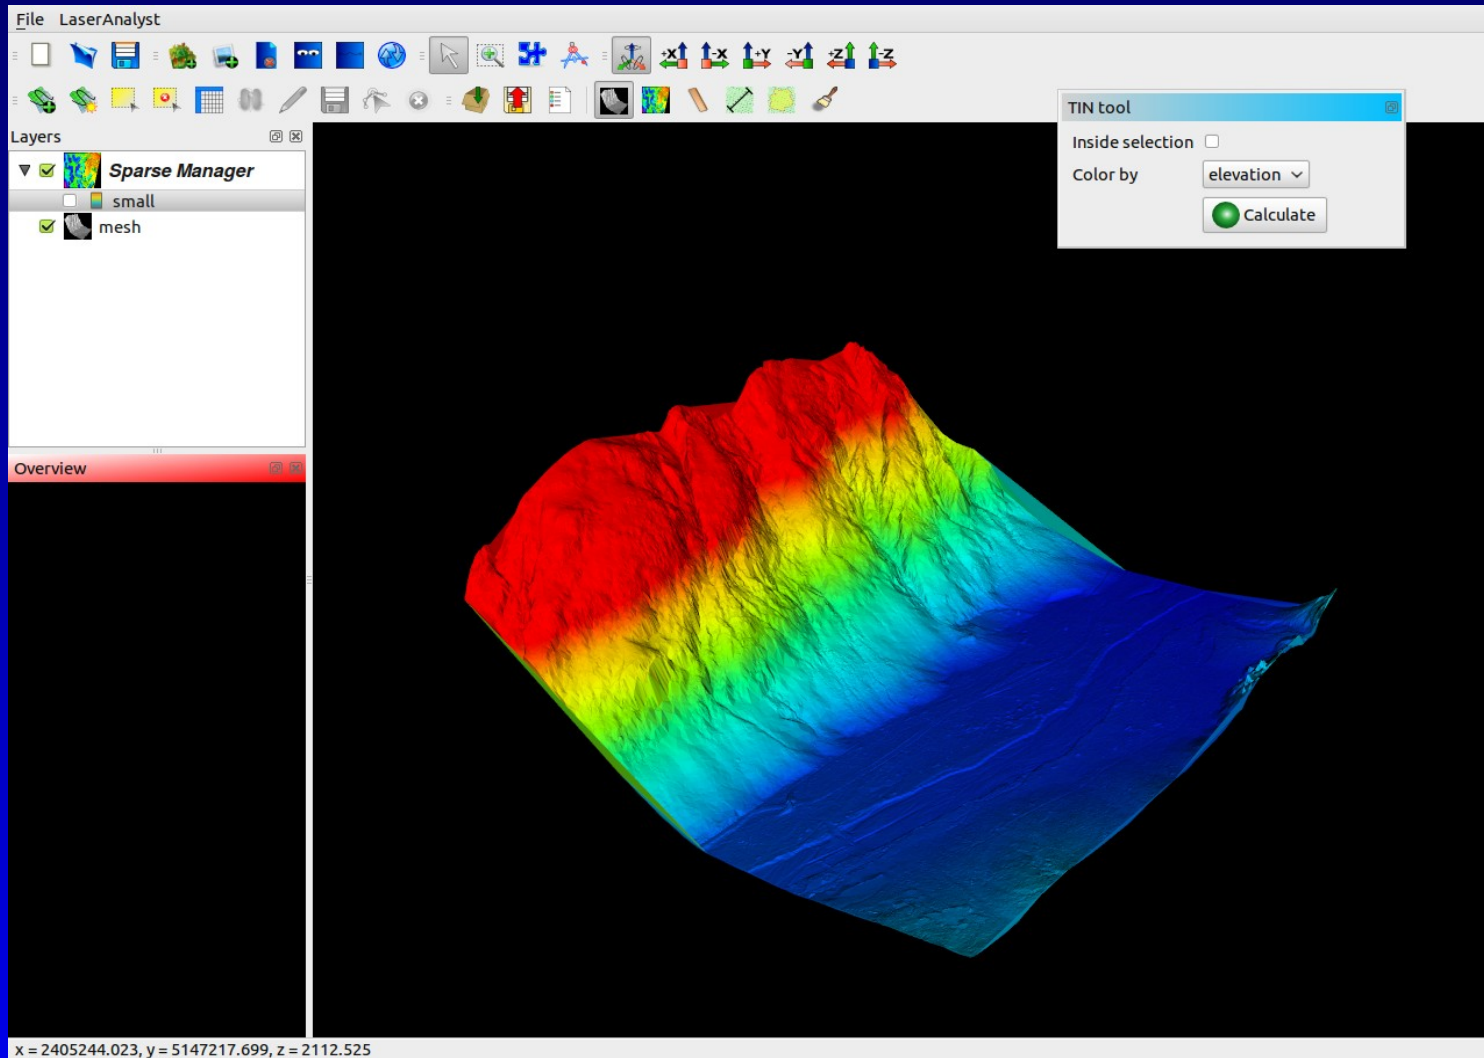 File LaserAnalyst
+X -X +Y -Y +Z -Z
TIN tool
Layers
Inside selection
Sparse Manager
Color by elevation
small
Calculate
mesh
Overview
x = 2405244.023, y = 5147217.699, z = 2112.525